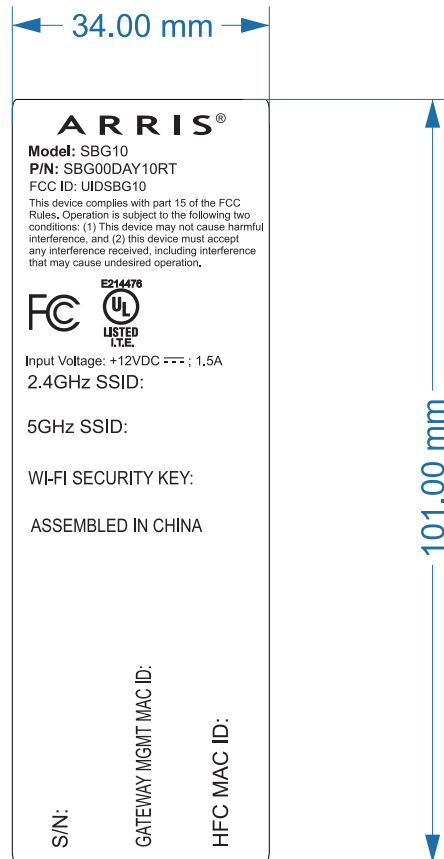 34.00 mm
ARRIS®
Model: SBG10
P/N: SBG00DAY10RT
FCC ID: UIDSBG10
This device complies with part 15 of the FCC
Rules. Operation is subject to the following two
conditions: (1) This device may not cause harmful
interference, and (2) this device must accept
any interference received, including interference
that may cause undesired operation.
E214476
FC
UL
LISTED
I.T.E.
Input Voltage: +12VDC ⎓ ; 1.5A
2.4GHz SSID:
5GHz SSID:
WI-FI SECURITY KEY:
ASSEMBLED IN CHINA
S/N:
GATEWAY MGMT MAC ID:
HFC MAC ID:
101.00 mm